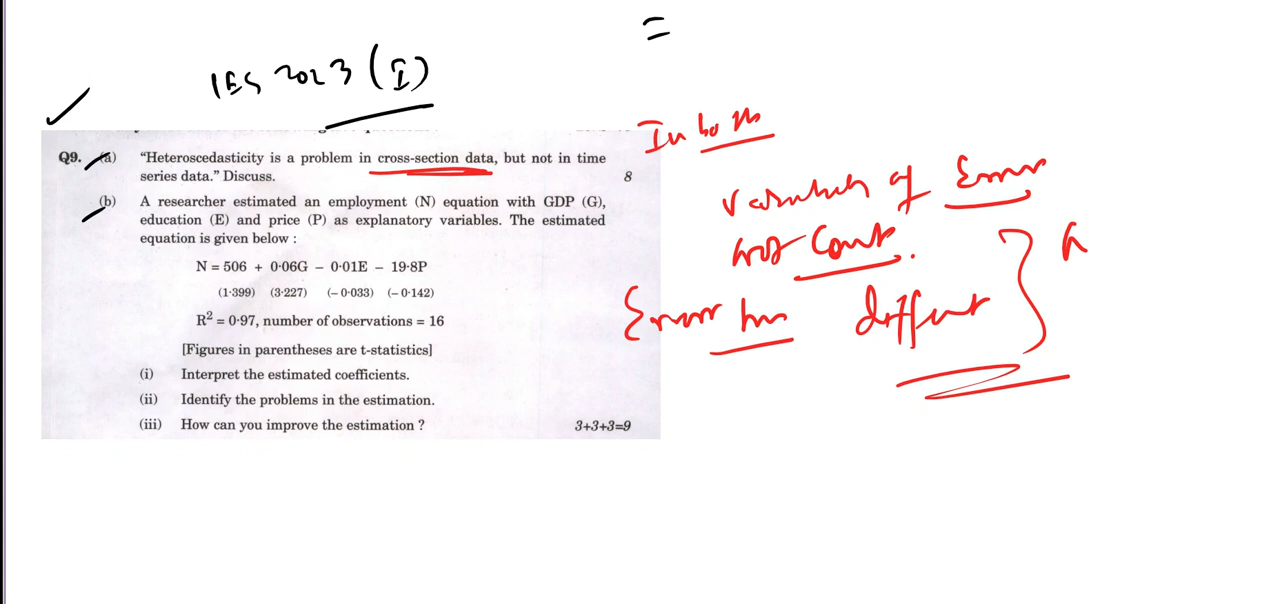 =
IES 2023 (I)
Q9. (a) "Heteroscedasticity is a problem in cross-section data, but not in time
series data." Discuss. 8
(b) A researcher estimated an employment (N) equation with GDP (G),
education (E) and price (P) as explanatory variables. The estimated
equation is given below :
N = 506 + 0·06G − 0·01E − 19·8P
(1·399) (3·227) (− 0·033) (− 0·142)
R² = 0·97, number of observations = 16
[Figures in parentheses are t-statistics]
(i) Interpret the estimated coefficients.
(ii) Identify the problems in the estimation.
(iii) How can you improve the estimation ? 3+3+3=9
In both
of Error
not Const.
Error